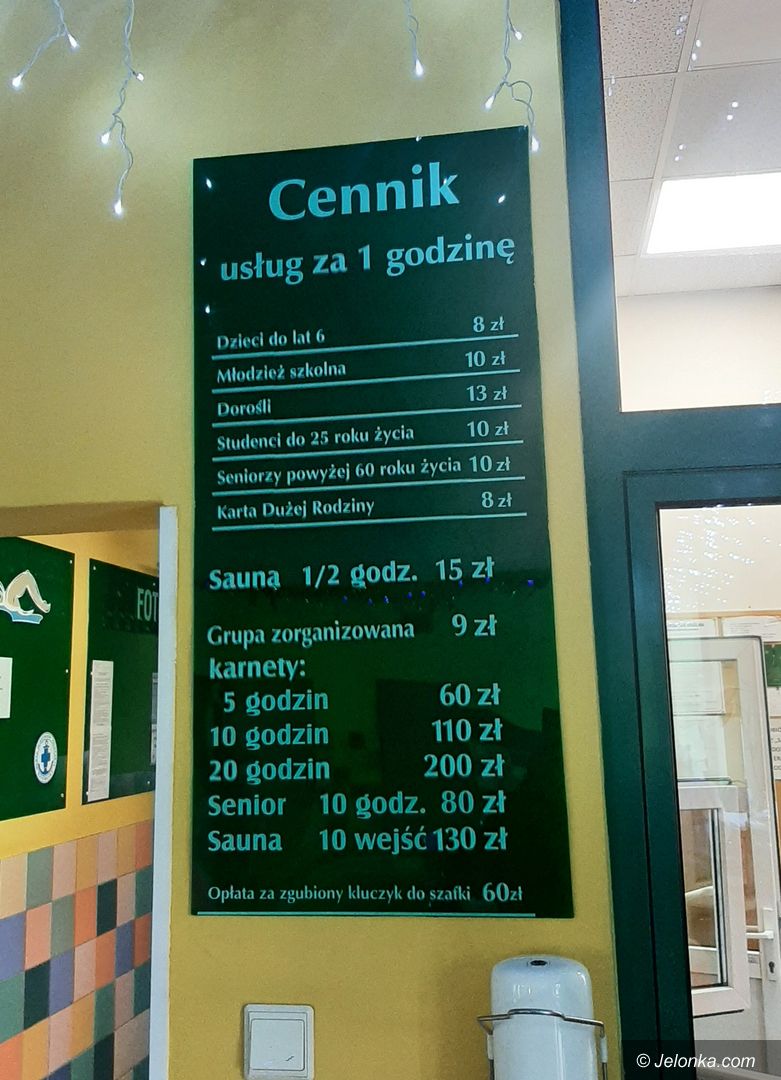 Cennik
usług za 1 godzinę
Dzieci do lat 6 8 zł
Młodzież szkolna 10 zł
Dorośli 13 zł
Studenci do 25 roku życia 10 zł
Seniorzy powyżej 60 roku życia 10 zł
Karta Dużej Rodziny 8 zł
Sauna 1/2 godz. 15 zł
Grupa zorganizowana 9 zł
karnety:
5 godzin 60 zł
10 godzin 110 zł
20 godzin 200 zł
Senior 10 godz. 80 zł
Sauna 10 wejść 130 zł
Opłata za zgubiony kluczyk do szafki 60zł
FOT
© Jelonka.com